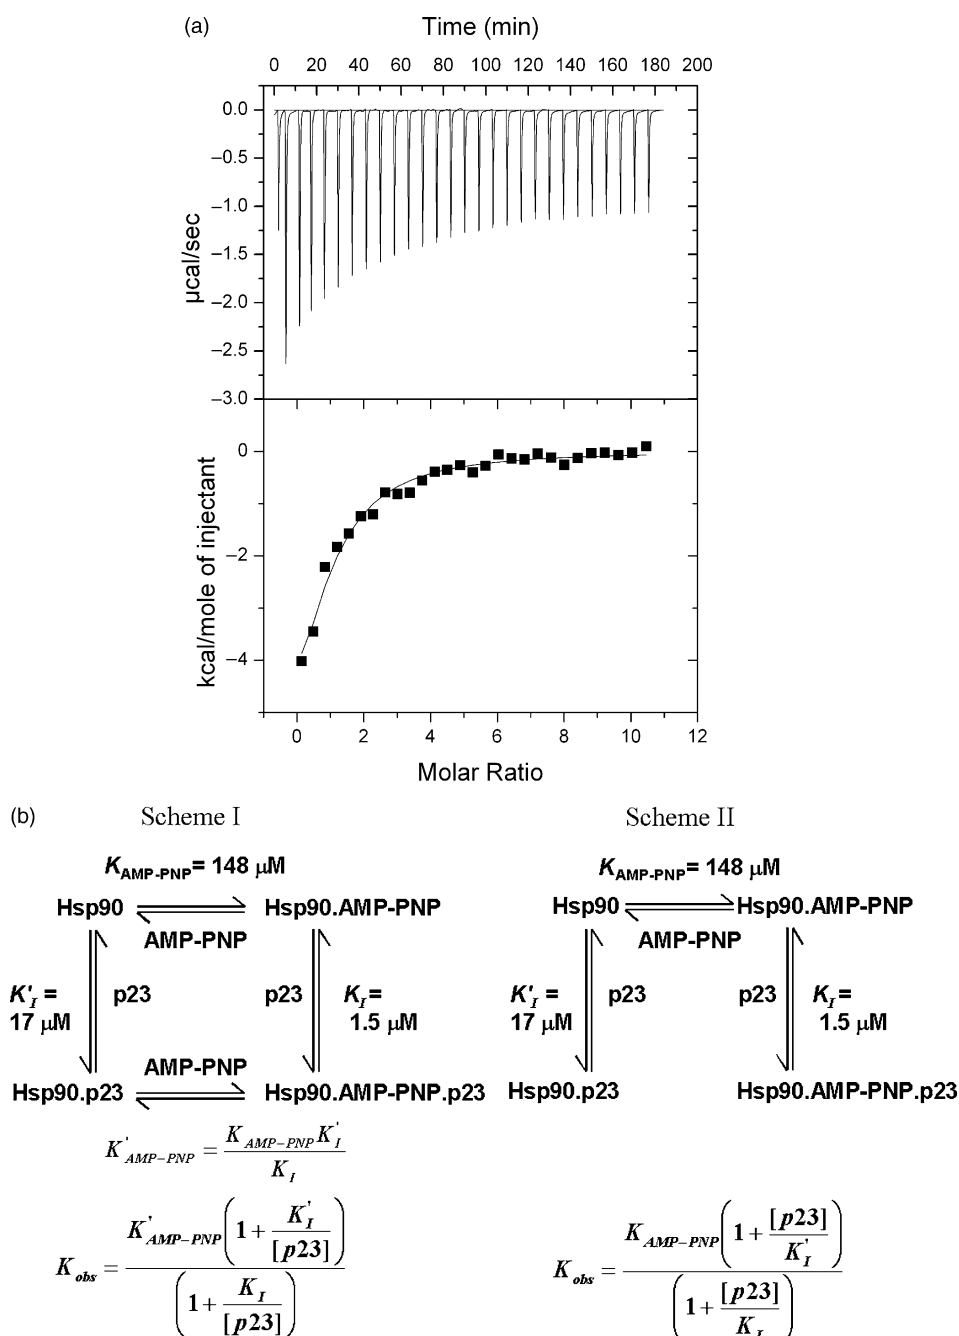 (a)
Time (min)
0 20 40 60 80 100 120 140 160 180 200
0.0
−0.5
−1.0
−1.5
−2.0
−2.5
−3.0
µcal/sec
0
−2
−4
kcal/mole of injectant
0 2 4 6 8 10 12
Molar Ratio
(b)
Scheme I
K_AMP-PNP = 148 µM
Hsp90 Hsp90.AMP-PNP
AMP-PNP
K'_I = 17 µM
p23
p23
K_I = 1.5 µM
AMP-PNP
Hsp90.p23 Hsp90.AMP-PNP.p23
K'_AMP−PNP = K_AMP−PNP K'_I / K_I
K_obs = K'_AMP−PNP (1 + K'_I / [p23]) / (1 + K_I / [p23])
Scheme II
K_AMP-PNP = 148 µM
Hsp90 Hsp90.AMP-PNP
AMP-PNP
K'_I = 17 µM
p23
p23
K_I = 1.5 µM
Hsp90.p23 Hsp90.AMP-PNP.p23
K_obs = K_AMP−PNP (1 + [p23] / K'_I) / (1 + [p23] / K_I)